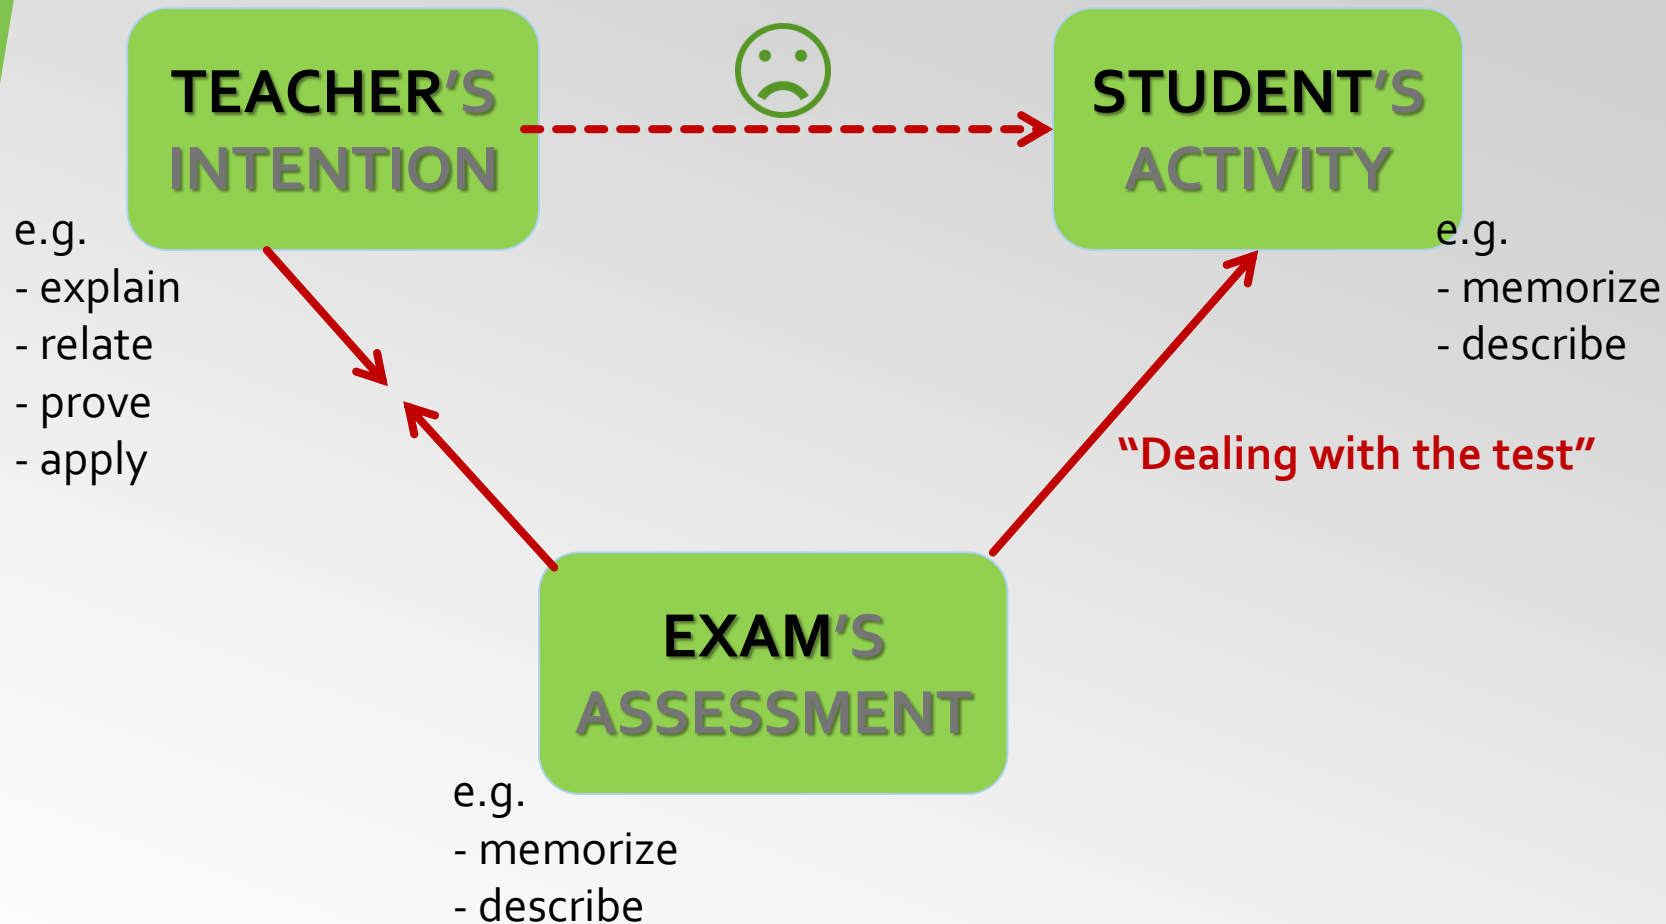 TEACHER’S
INTENTION
e.g.
- explain
- relate
- prove
- apply
STUDENT’S
ACTIVITY
e.g.
- memorize
- describe
“Dealing with the test”
EXAM’S
ASSESSMENT
e.g.
- memorize
- describe